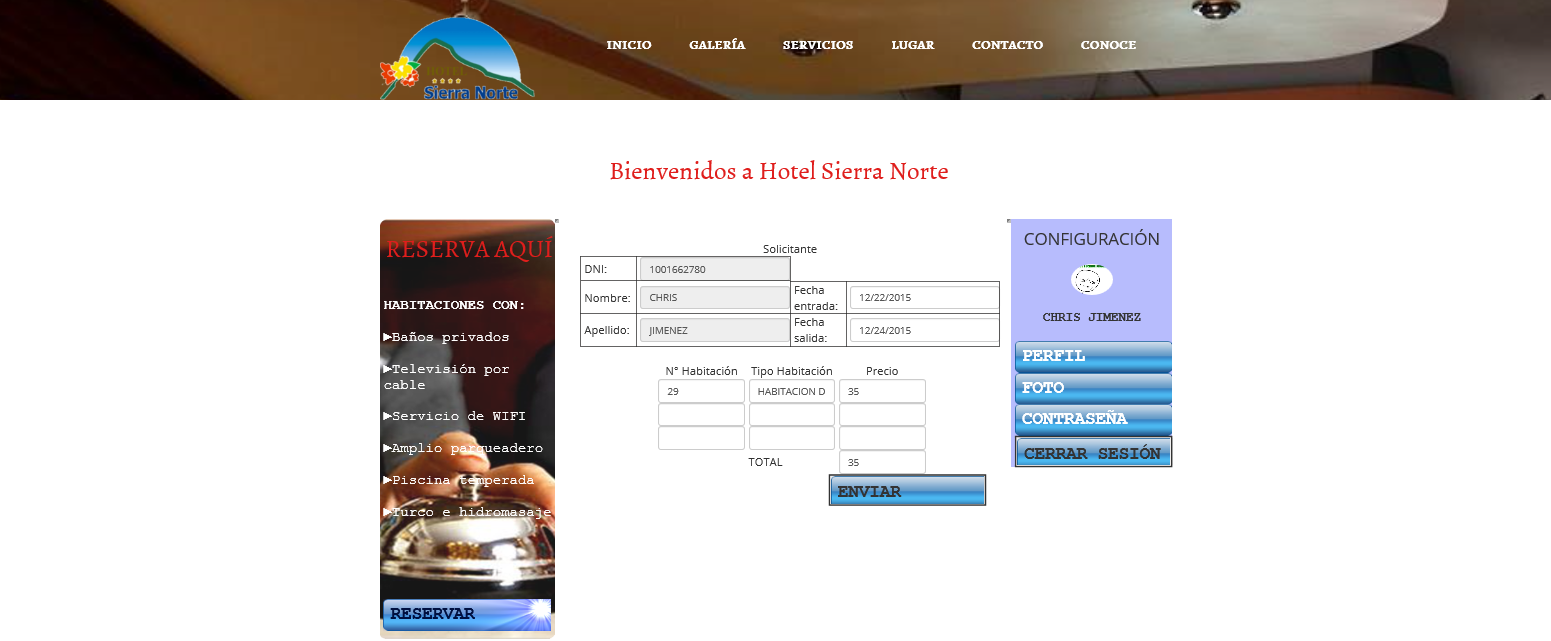 INICIO GALERÍA SERVICIOS LUGAR CONTACTO CONOCE
Sierra Norte
Bienvenidos a Hotel Sierra Norte
RESERVA AQUÍ
HABITACIONES CON:
►Baños privados
►Televisión por
cable
►Servicio de WIFI
►Amplio parqueadero
►Piscina temperada
►Turco e hidromasaje
RESERVAR
Solicitante
DNI: 1001662780
Nombre: CHRIS Fecha entrada: 12/22/2015
Apellido: JIMENEZ Fecha salida: 12/24/2015
N° Habitación Tipo Habitación Precio
29 HABITACION D 35
TOTAL 35
ENVIAR
CONFIGURACIÓN
CHRIS JIMENEZ
PERFIL
FOTO
CONTRASEÑA
CERRAR SESIÓN